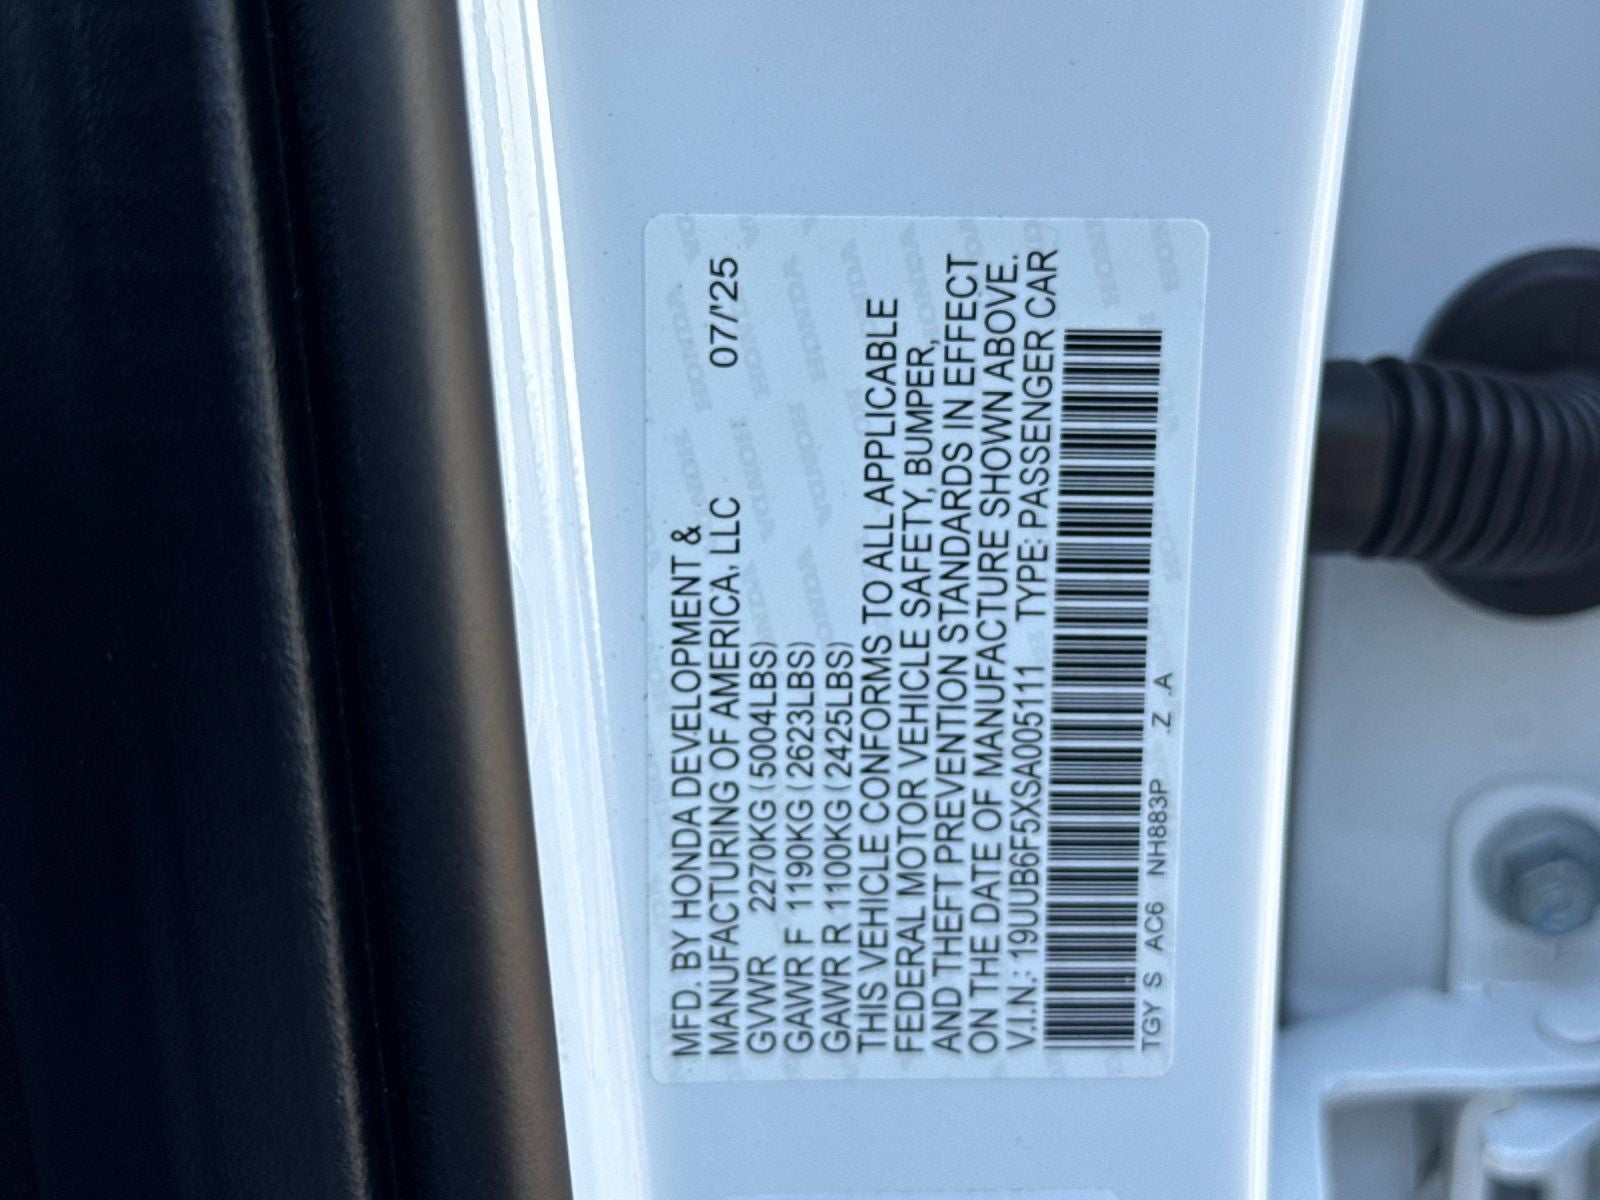 MFD. BY HONDA DEVELOPMENT &
MANUFACTURING OF AMERICA, LLC 07/'25
GVWR 2270KG (5004LBS)
GAWR F 1190KG (2623LBS)
GAWR R 1100KG (2425LBS)
THIS VEHICLE CONFORMS TO ALL APPLICABLE
FEDERAL MOTOR VEHICLE SAFETY, BUMPER,
AND THEFT PREVENTION STANDARDS IN EFFECT
ON THE DATE OF MANUFACTURE SHOWN ABOVE.
V.I.N.: 19UUB6F5XSA005111 TYPE: PASSENGER CAR
TGY S AC6 NH883P Z A